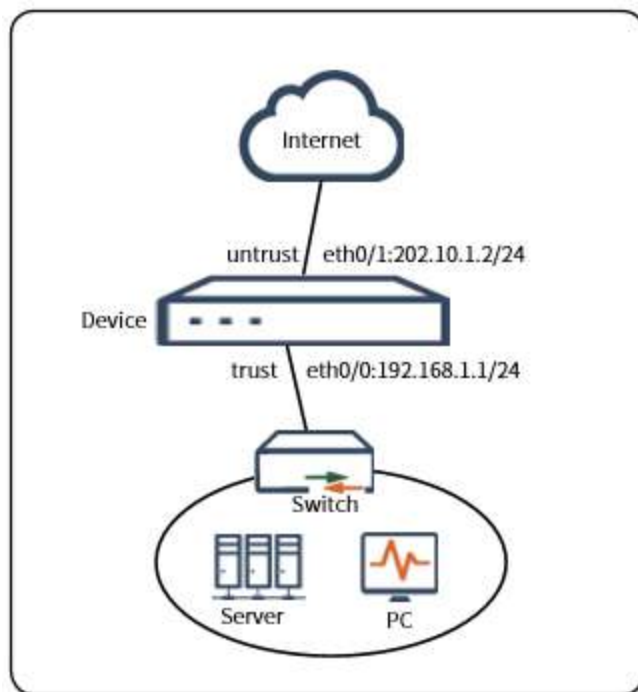 Internet
untrust eth0/1:202.10.1.2/24
Device
trust eth0/0:192.168.1.1/24
Switch
Server
PC